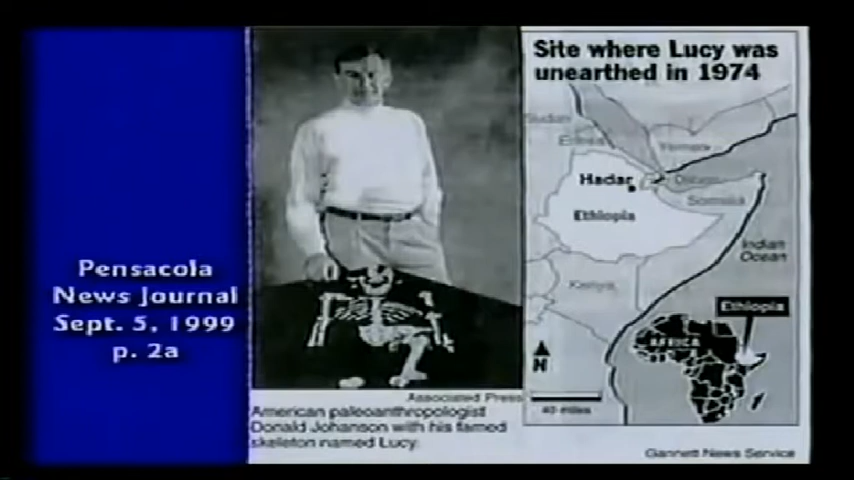 Pensacola
News Journal
Sept. 5, 1999
p. 2a
Associated Press
American paleoanthropologist
Donald Johanson with his famed
skeleton named Lucy.
Site where Lucy was
unearthed in 1974
Sudan
Eritrea
Yemen
Hadar
Somalia
Ethiopia
Indian
Ocean
Kenya
Ethiopia
AFRICA
N
40 miles
Gannett News Service